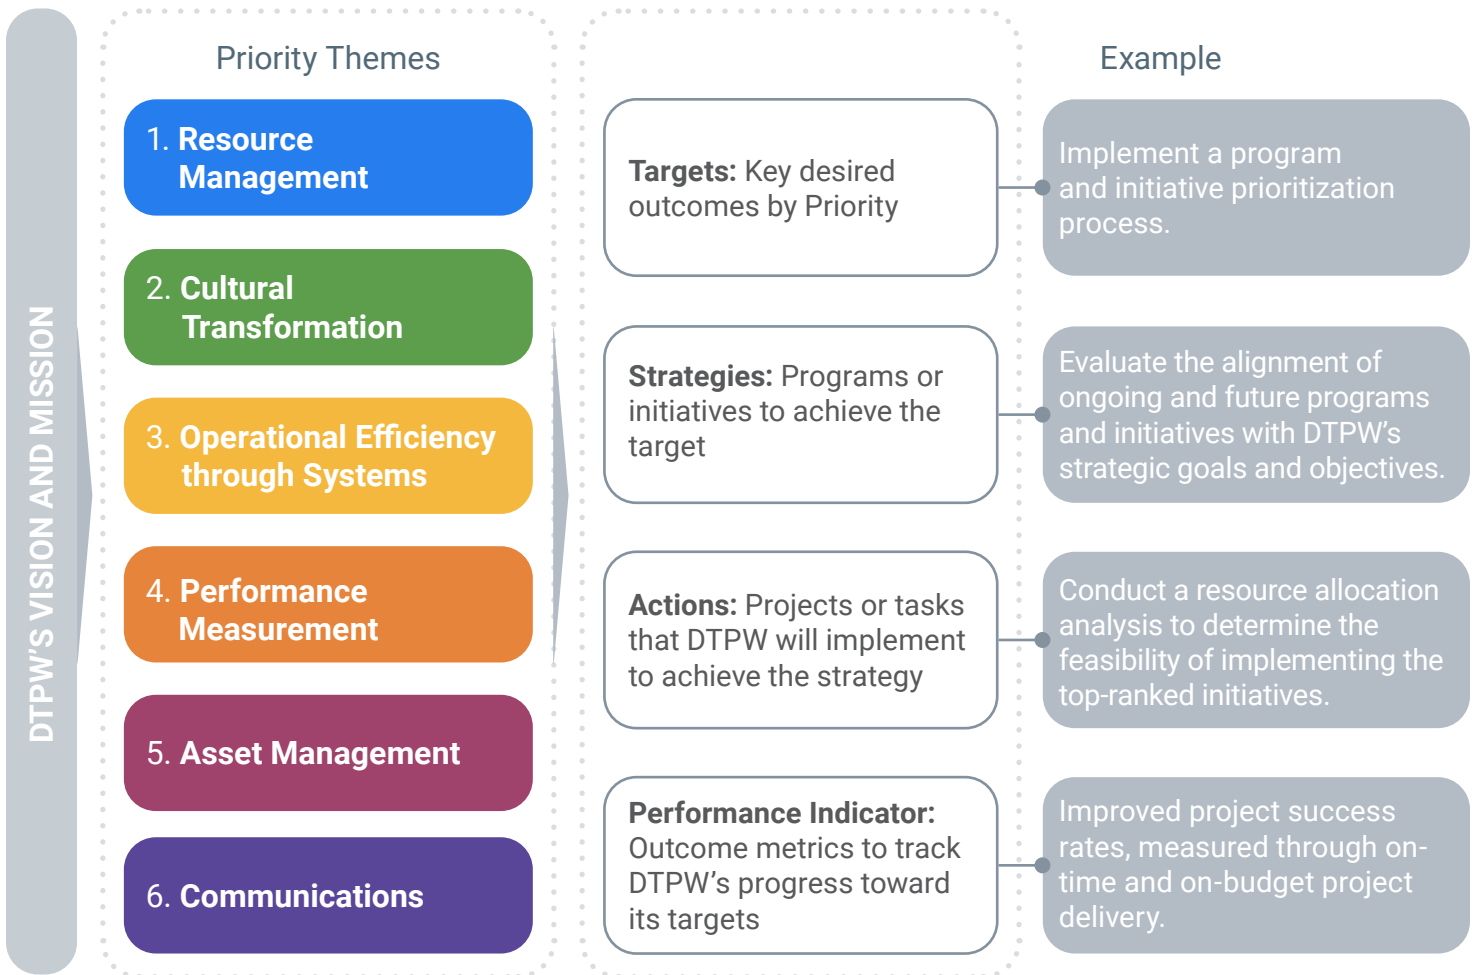 DTPW'S VISION AND MISSION
Priority Themes
1. Resource
Management
2. Cultural
Transformation
3. Operational Efficiency
through Systems
4. Performance
Measurement
5. Asset Management
6. Communications
Targets: Key desired
outcomes by Priority
Strategies: Programs or
initiatives to achieve the
target
Actions: Projects or tasks
that DTPW will implement
to achieve the strategy
Performance Indicator:
Outcome metrics to track
DTPW's progress toward
its targets
Example
Implement a program
and initiative prioritization
process.
Evaluate the alignment of
ongoing and future programs
and initiatives with DTPW's
strategic goals and objectives.
Conduct a resource allocation
analysis to determine the
feasibility of implementing the
top-ranked initiatives.
Improved project success
rates, measured through on-
time and on-budget project
delivery.